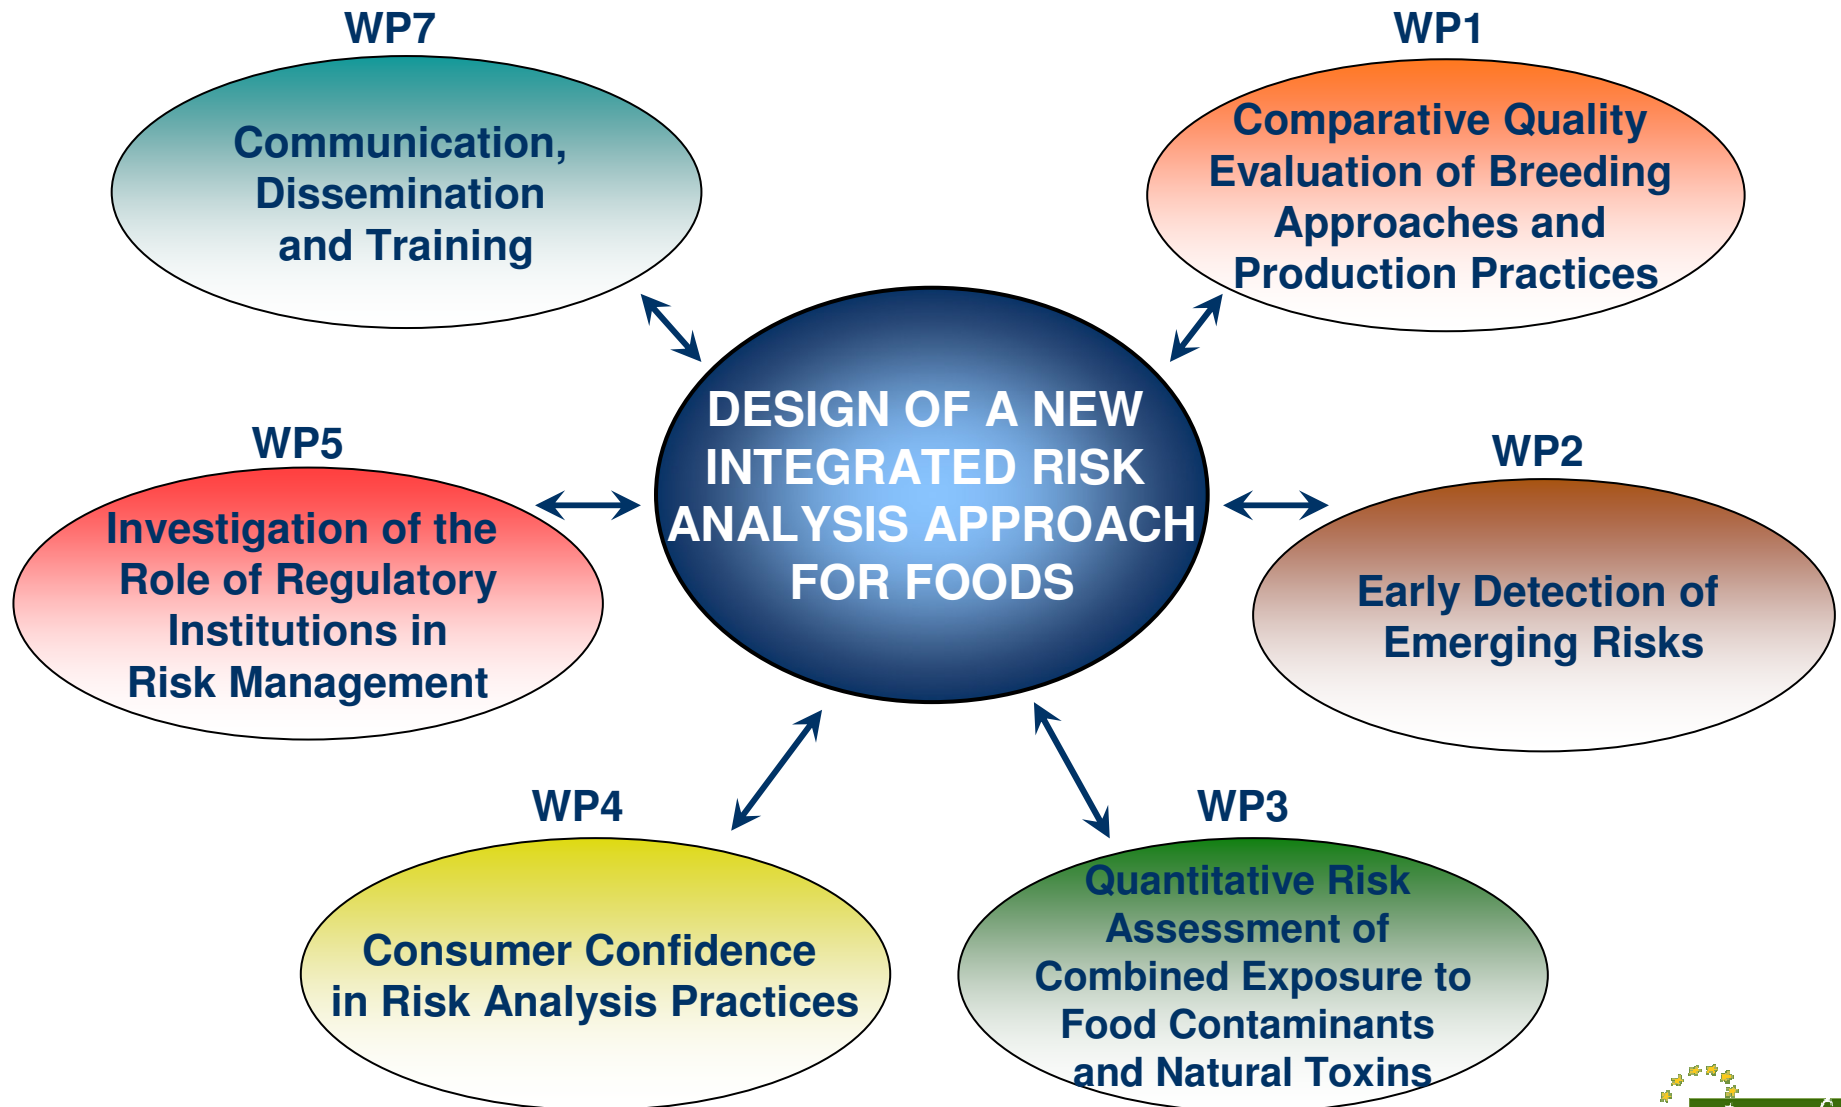 WP7
Communication,
Dissemination
and Training
WP1
Comparative Quality
Evaluation of Breeding
Approaches and
Production Practices
DESIGN OF A NEW
INTEGRATED RISK
ANALYSIS APPROACH
FOR FOODS
WP5
Investigation of the
Role of Regulatory
Institutions in
Risk Management
WP2
Early Detection of
Emerging Risks
WP4
Consumer Confidence
in Risk Analysis Practices
WP3
Quantitative Risk
Assessment of
Combined Exposure to
Food Contaminants
and Natural Toxins